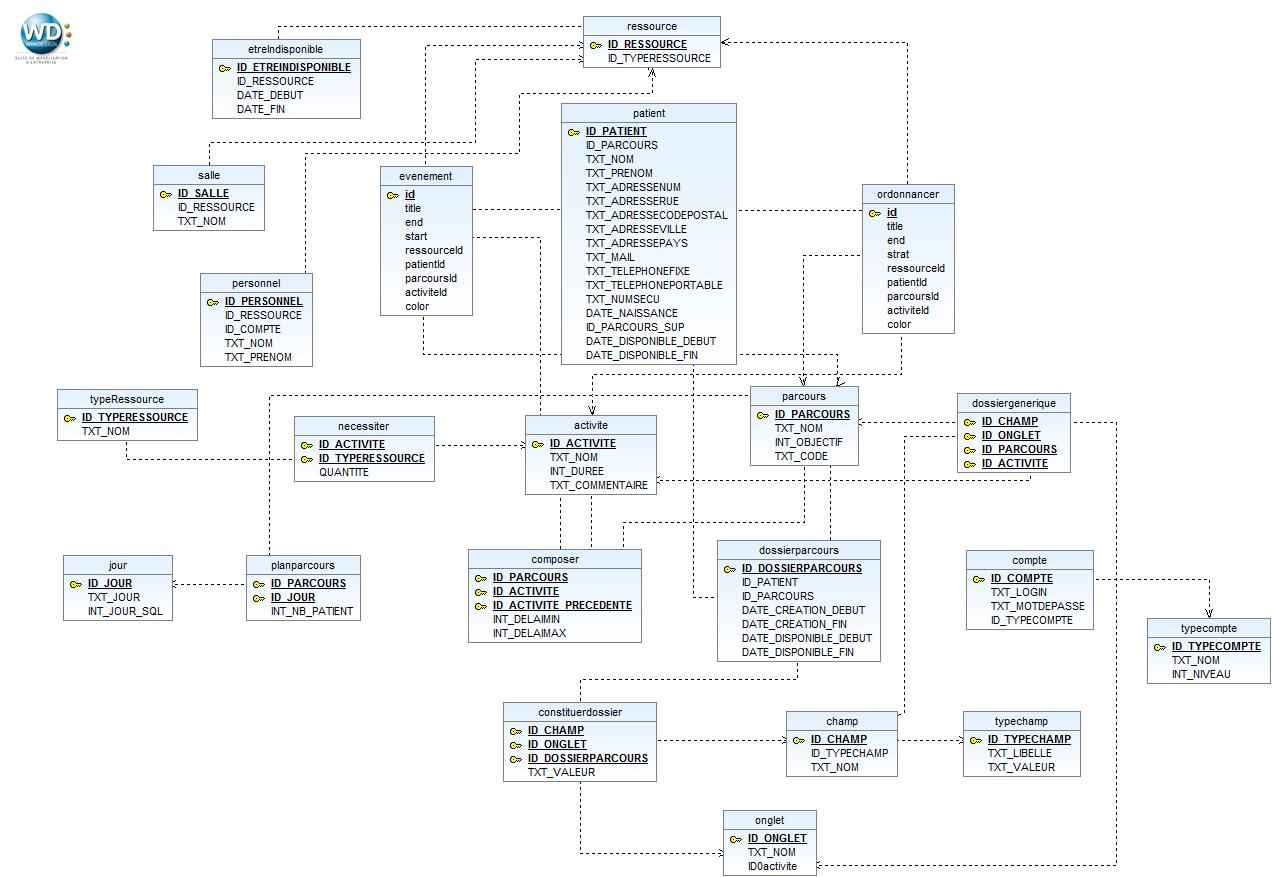 WD:
WINDESIGN
SUITE DE MODÉLISATION
D'ENTREPRISE
ressource
ID_RESSOURCE
ID_TYPERESSOURCE
etreIndisponible
ID_ETREINDISPONIBLE
ID_RESSOURCE
DATE_DEBUT
DATE_FIN
patient
ID_PATIENT
ID_PARCOURS
TXT_NOM
TXT_PRENOM
TXT_ADRESSENUM
TXT_ADRESSERUE
TXT_ADRESSECODEPOSTAL
TXT_ADRESSEVILLE
TXT_ADRESSEPAYS
TXT_MAIL
TXT_TELEPHONEFIXE
TXT_TELEPHONEPORTABLE
TXT_NUMSECU
DATE_NAISSANCE
ID_PARCOURS_SUP
DATE_DISPONIBLE_DEBUT
DATE_DISPONIBLE_FIN
salle
ID_SALLE
ID_RESSOURCE
TXT_NOM
evenement
id
title
end
start
ressourceId
patientId
parcoursId
activiteId
color
ordonnancer
id
title
end
strat
ressourceId
patientId
parcoursId
activiteId
color
personnel
ID_PERSONNEL
ID_RESSOURCE
ID_COMPTE
TXT_NOM
TXT_PRENOM
typeRessource
ID_TYPERESSOURCE
TXT_NOM
necessiter
ID_ACTIVITE
ID_TYPERESSOURCE
QUANTITE
activite
ID_ACTIVITE
TXT_NOM
INT_DUREE
TXT_COMMENTAIRE
parcours
ID_PARCOURS
TXT_NOM
INT_OBJECTIF
TXT_CODE
dossiergenerique
ID_CHAMP
ID_ONGLET
ID_PARCOURS
ID_ACTIVITE
jour
ID_JOUR
TXT_JOUR
INT_JOUR_SQL
planparcours
ID_PARCOURS
ID_JOUR
INT_NB_PATIENT
composer
ID_PARCOURS
ID_ACTIVITE
ID_ACTIVITE_PRECEDENTE
INT_DELAIMIN
INT_DELAIMAX
dossierparcours
ID_DOSSIERPARCOURS
ID_PATIENT
ID_PARCOURS
DATE_CREATION_DEBUT
DATE_CREATION_FIN
DATE_DISPONIBLE_DEBUT
DATE_DISPONIBLE_FIN
compte
ID_COMPTE
TXT_LOGIN
TXT_MOTDEPASSE
ID_TYPECOMPTE
typecompte
ID_TYPECOMPTE
TXT_NOM
INT_NIVEAU
constituerdossier
ID_CHAMP
ID_ONGLET
ID_DOSSIERPARCOURS
TXT_VALEUR
champ
ID_CHAMP
ID_TYPECHAMP
TXT_NOM
typechamp
ID_TYPECHAMP
TXT_LIBELLE
TXT_VALEUR
onglet
ID_ONGLET
TXT_NOM
ID0activite